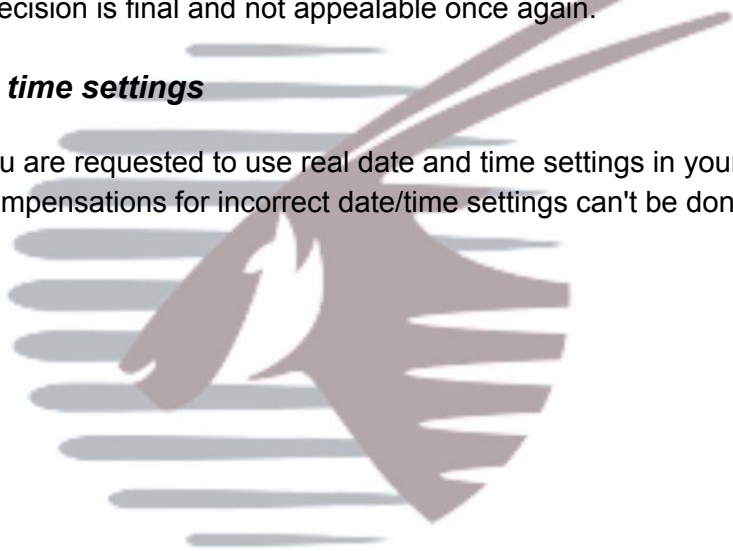 ecision is final and not appealable once again.
time settings
u are requested to use real date and time settings in your
mpensations for incorrect date/time settings can't be don